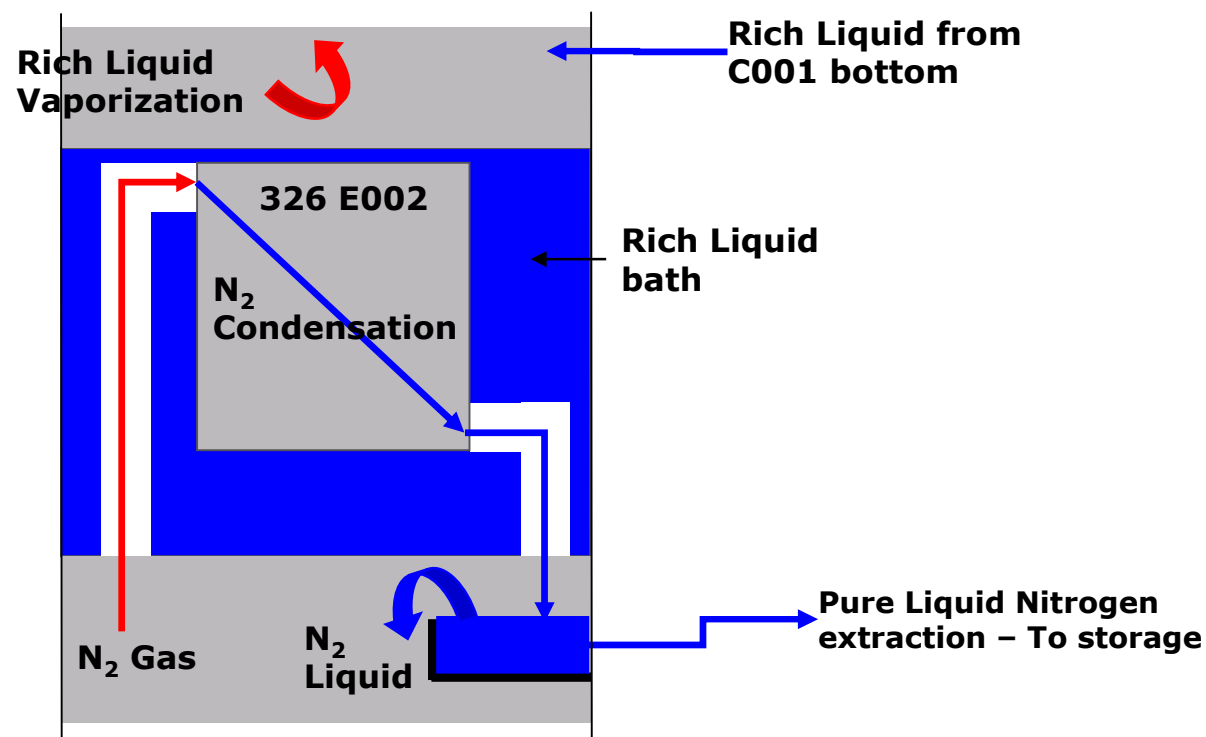 Rich Liquid
Vaporization
Rich Liquid from
C001 bottom
326 E002
Rich Liquid
bath
N₂
Condensation
N₂ Gas
N₂
Liquid
Pure Liquid Nitrogen
extraction – To storage